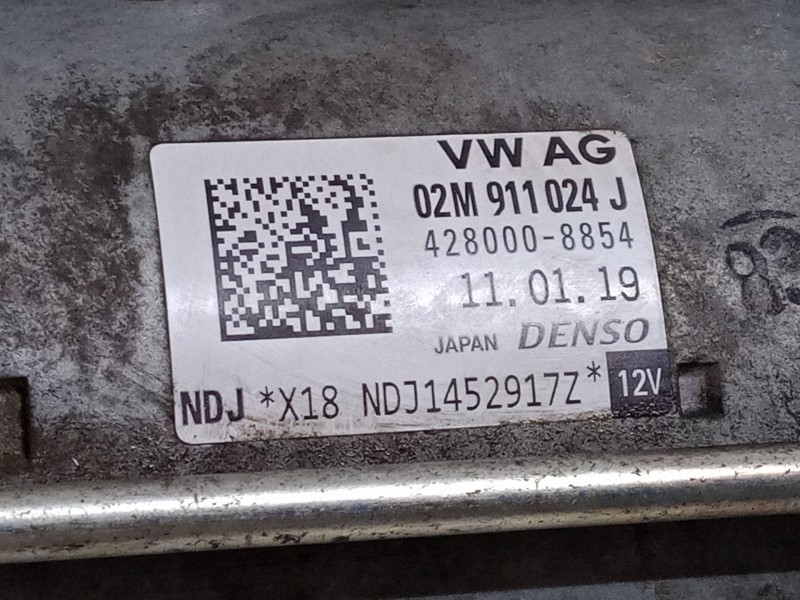 VW AG
02M 911 024 J
428000-8854
11.01.19
JAPAN DENSO
NDJ *X18 NDJ1452917Z*
12V